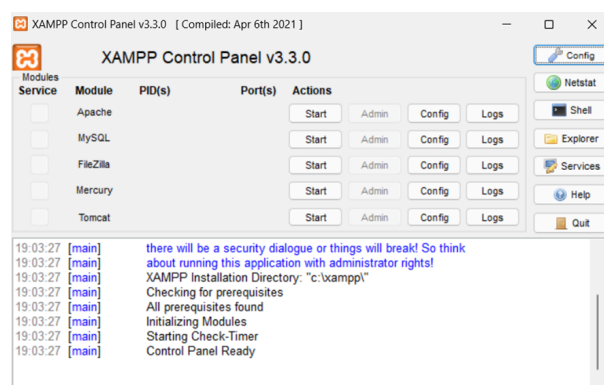 XAMPP Control Panel v3.3.0 [ Compiled: Apr 6th 2021 ]
XAMPP Control Panel v3.3.0
Config
Modules
Service Module PID(s) Port(s) Actions
Netstat
Apache Start Admin Config Logs
Shell
MySQL Start Admin Config Logs
Explorer
FileZilla Start Admin Config Logs
Services
Mercury Start Admin Config Logs
Help
Tomcat Start Admin Config Logs
Quit
19:03:27 [main] there will be a security dialogue or things will break! So think
19:03:27 [main] about running this application with administrator rights!
19:03:27 [main] XAMPP Installation Directory: "c:\xampp\"
19:03:27 [main] Checking for prerequisites
19:03:27 [main] All prerequisites found
19:03:27 [main] Initializing Modules
19:03:27 [main] Starting Check-Timer
19:03:27 [main] Control Panel Ready